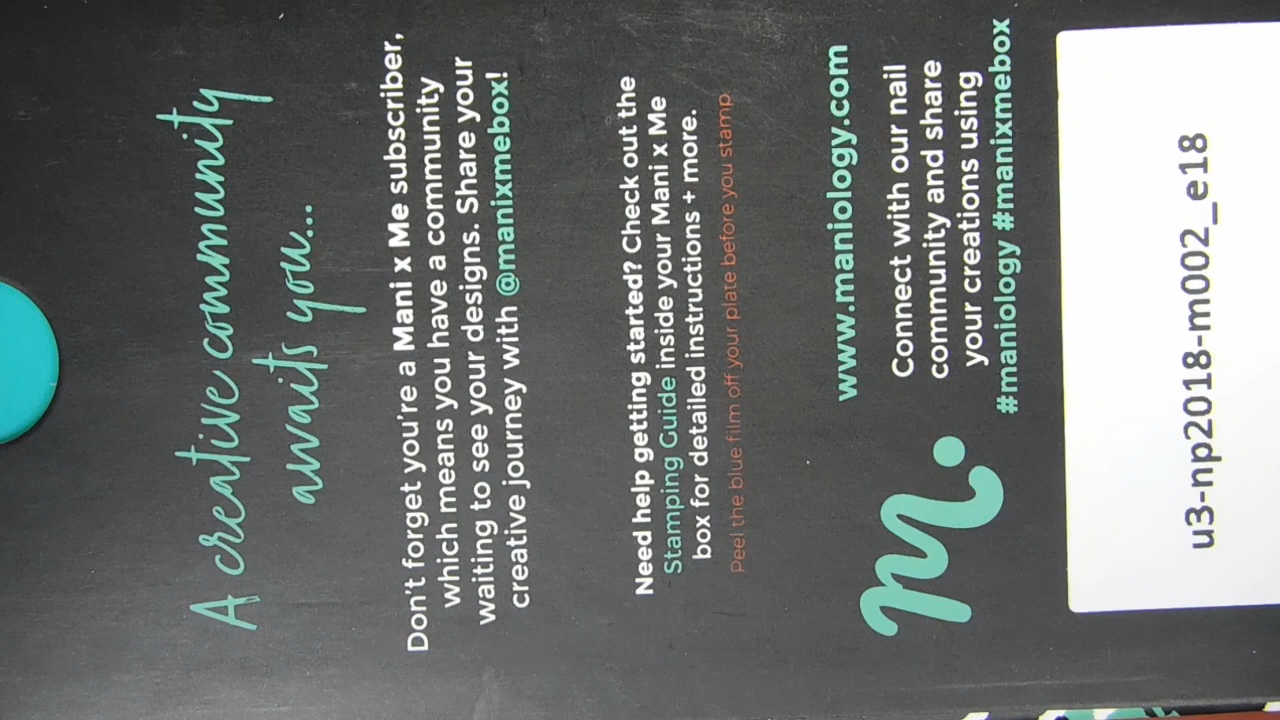 A creative community
awaits you...
Don't forget you're a Mani x Me subscriber,
which means you have a community
waiting to see your designs. Share your
creative journey with @manixmebox!
Need help getting started? Check out the
Stamping Guide inside your Mani x Me
box for detailed instructions + more.
Peel the blue film off your plate before you stamp.
m.
www.maniology.com
Connect with our nail
community and share
your creations using
#maniology #manixmebox
u3-np2018-m002_e18